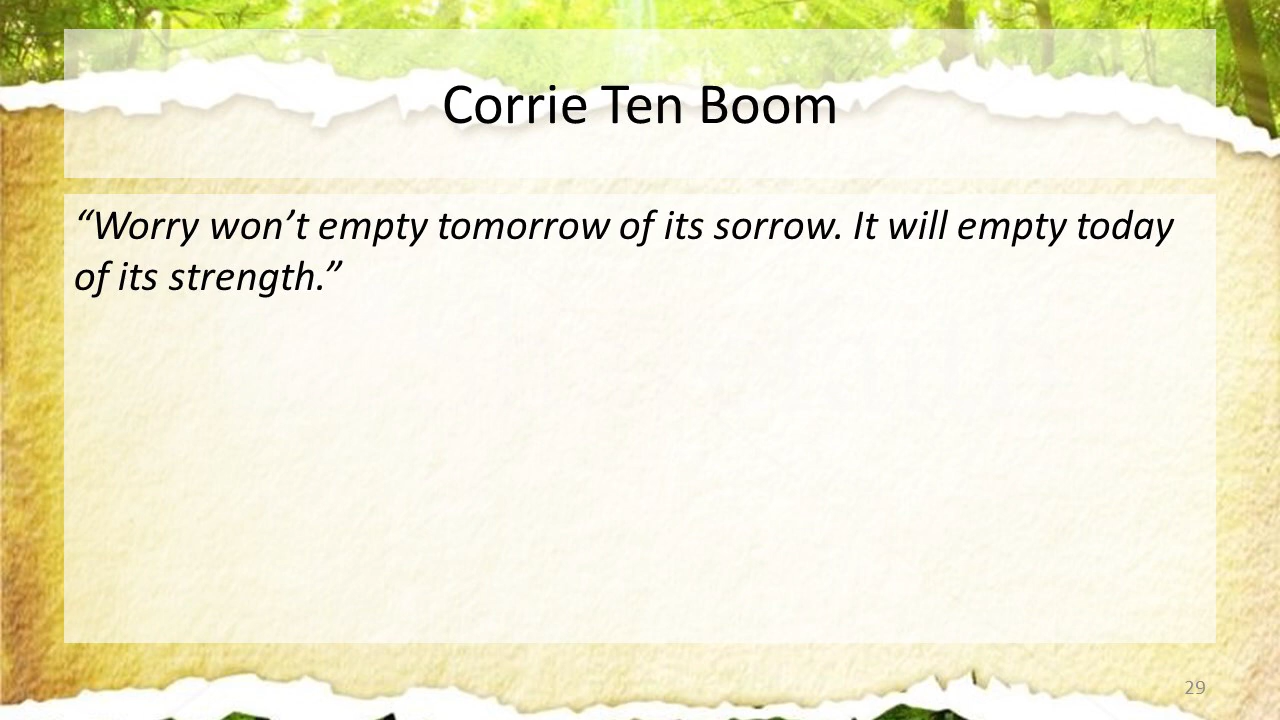 Corrie Ten Boom
“Worry won’t empty tomorrow of its sorrow. It will empty today
of its strength.”
29